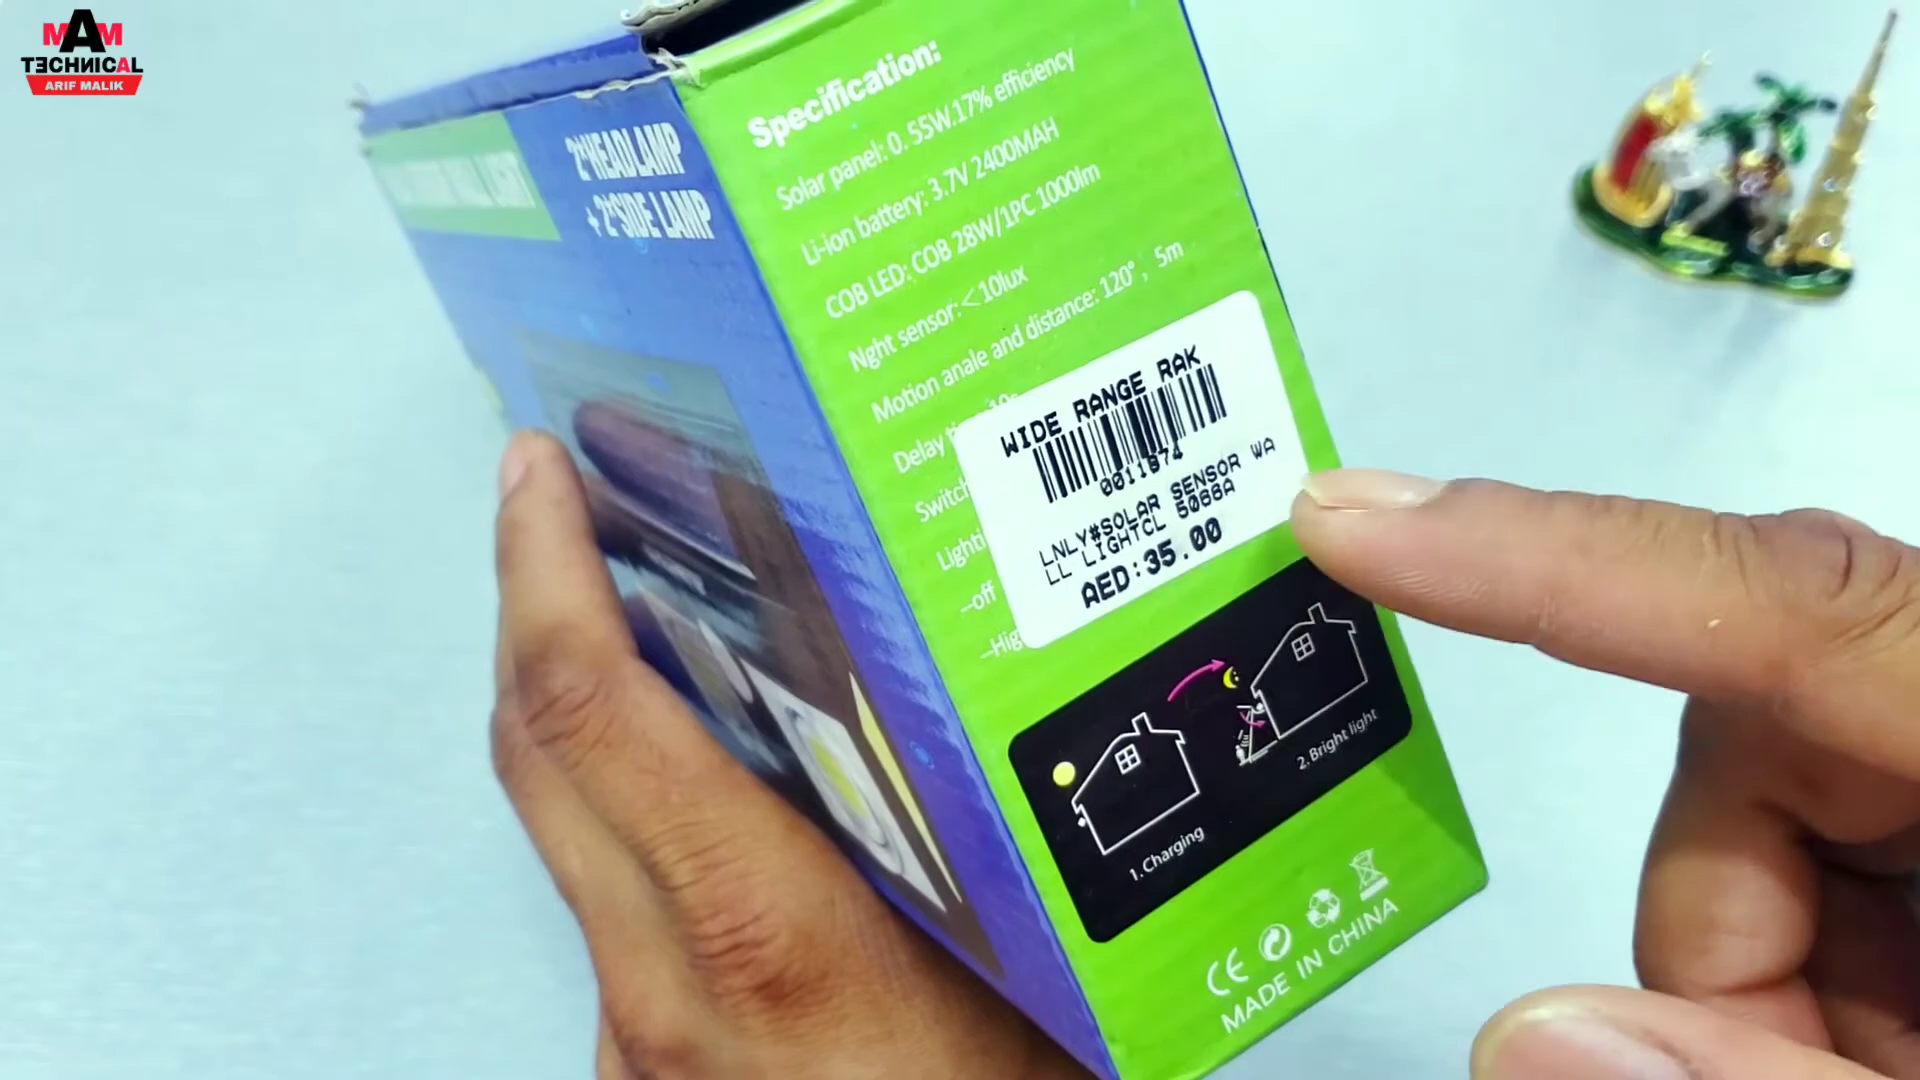 MAM
TECHNICAL
ARIF MALIK
2*HEADLAMP
+ 2*SIDE LAMP
Specification:
Solar panel: 0. 55W.17% efficiency
Li-ion battery: 3.7V 2400MAH
COB LED: COB 28W/1PC 1000lm
Nght sensor:<10lux
Motion anale and distance: 120°, 5m
Delay
Switch
--off
WIDE RANGE RAK
0011874
LNLY#SOLAR SENSOR WA
LL LIGHTCL 5068A
AED:35.00
1. Charging
2. Bright light
CE
MADE IN CHINA